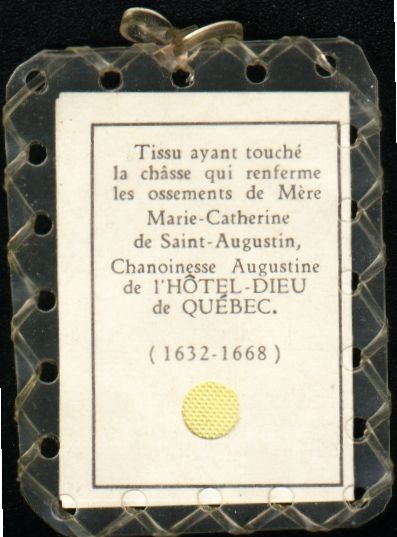 Tissu ayant touché
la châsse qui renferme
les ossements de Mère
Marie-Catherine
de Saint-Augustin,
Chanoinesse Augustine
de l'HÔTEL-DIEU
de QUÉBEC.
( 1632-1668 )